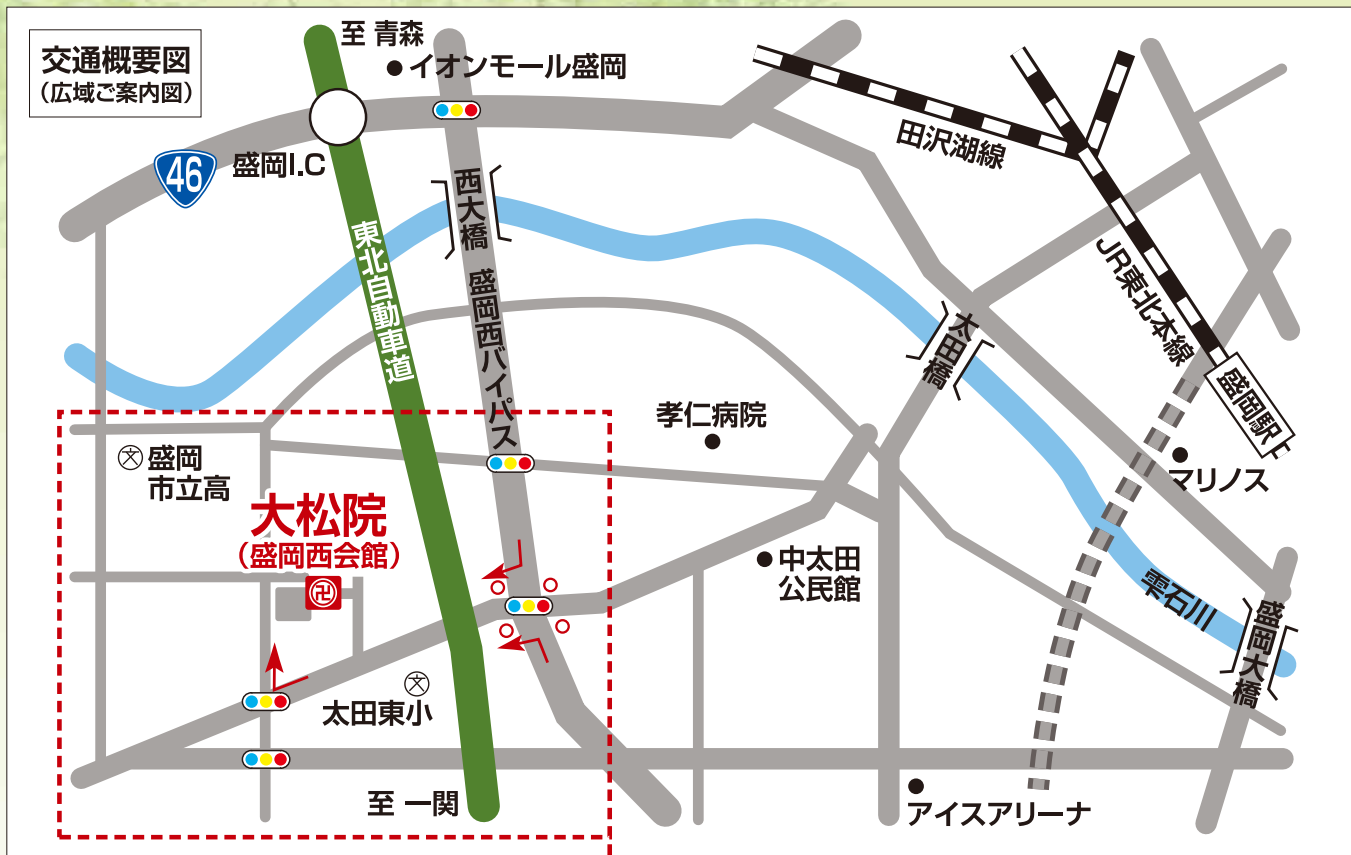 交通概要図
(広域ご案内図)
至 青森
イオンモール盛岡
46
盛岡I.C
田沢湖線
西大橋
東北自動車道
盛岡西バイパス
JR東北本線
太田橋
盛岡駅
孝仁病院
マリノス
文
盛岡
市立高
大松院
(盛岡西会館)
卍
中太田
公民館
雫石川
盛岡大橋
文
太田東小
至 一関
アイスアリーナ